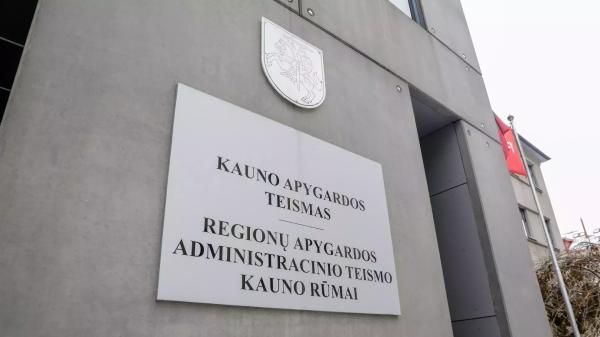 KAUNO APYGARDOS
TEISMAS
REGIONŲ APYGARDOS
ADMINISTRACINIO TEISMO
KAUNO RŪMAI